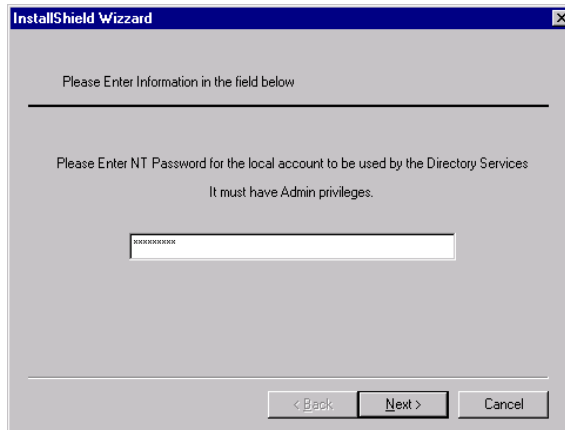 InstallShield Wizzard
Please Enter Information in the field below
Please Enter NT Password for the local account to be used by the Directory Services
It must have Admin privileges.
*********
< Back Next > Cancel